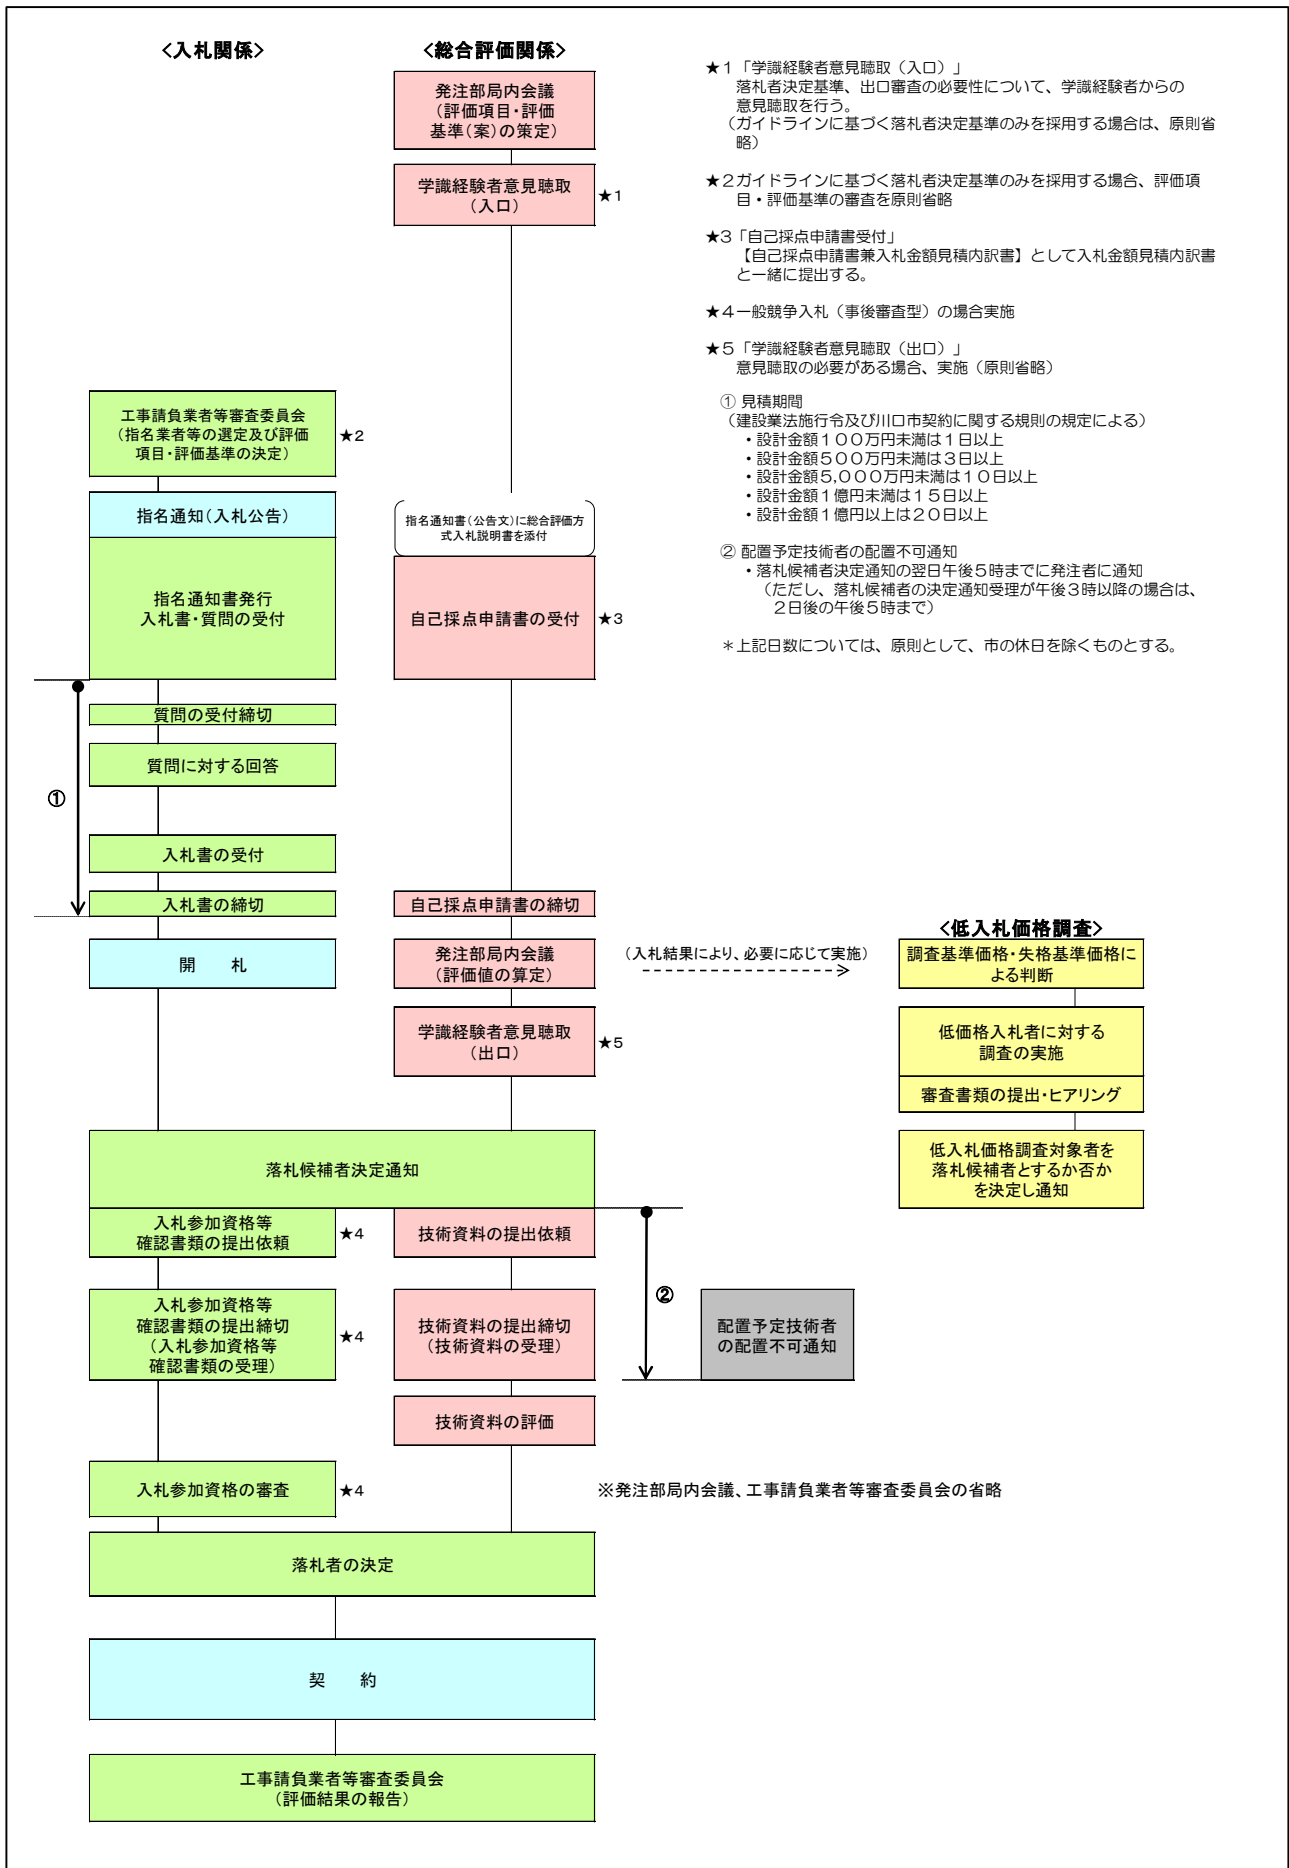 <入札関係>
<総合評価関係>
発注部局内会議
(評価項目・評価
基準(案)の策定)
学識経験者意見聴取
(入口)
★1
★1「学識経験者意見聴取(入口)」
落札者決定基準、出口審査の必要性について、学識経験者からの
意見聴取を行う。
(ガイドラインに基づく落札者決定基準のみを採用する場合は、原則省
略)
★2ガイドラインに基づく落札者決定基準のみを採用する場合、評価項
目・評価基準の審査を原則省略
★3「自己採点申請書受付」
【自己採点申請書兼入札金額見積内訳書】として入札金額見積内訳書
と一緒に提出する。
★4一般競争入札(事後審査型)の場合実施
★5「学識経験者意見聴取(出口)」
意見聴取の必要がある場合、実施(原則省略)
① 見積期間
(建設業法施行令及び川口市契約に関する規則の規定による)
・設計金額100万円未満は1日以上
・設計金額500万円未満は3日以上
・設計金額5,000万円未満は10日以上
・設計金額1億円未満は15日以上
・設計金額1億円以上は20日以上
② 配置予定技術者の配置不可通知
・落札候補者決定通知の翌日午後5時までに発注者に通知
(ただし、落札候補者の決定通知受理が午後3時以降の場合は、
2日後の午後5時まで)
*上記日数については、原則として、市の休日を除くものとする。
工事請負業者等審査委員会
(指名業者等の選定及び評価
項目・評価基準の決定)
★2
指名通知(入札公告)
指名通知書(公告文)に総合評価方
式入札説明書を添付
指名通知書発行
入札書・質問の受付
自己採点申請書の受付
★3
質問の受付締切
質問に対する回答
①
入札書の受付
入札書の締切
自己採点申請書の締切
<低入札価格調査>
開 札
発注部局内会議
(評価値の算定)
(入札結果により、必要に応じて実施)
調査基準価格・失格基準価格に
よる判断
学識経験者意見聴取
(出口)
★5
低価格入札者に対する
調査の実施
審査書類の提出・ヒアリング
落札候補者決定通知
低入札価格調査対象者を
落札候補者とするか否か
を決定し通知
入札参加資格等
確認書類の提出依頼
★4
技術資料の提出依頼
②
入札参加資格等
確認書類の提出締切
(入札参加資格等
確認書類の受理)
★4
技術資料の提出締切
(技術資料の受理)
配置予定技術者
の配置不可通知
技術資料の評価
入札参加資格の審査
★4
※発注部局内会議、工事請負業者等審査委員会の省略
落札者の決定
契 約
工事請負業者等審査委員会
(評価結果の報告)